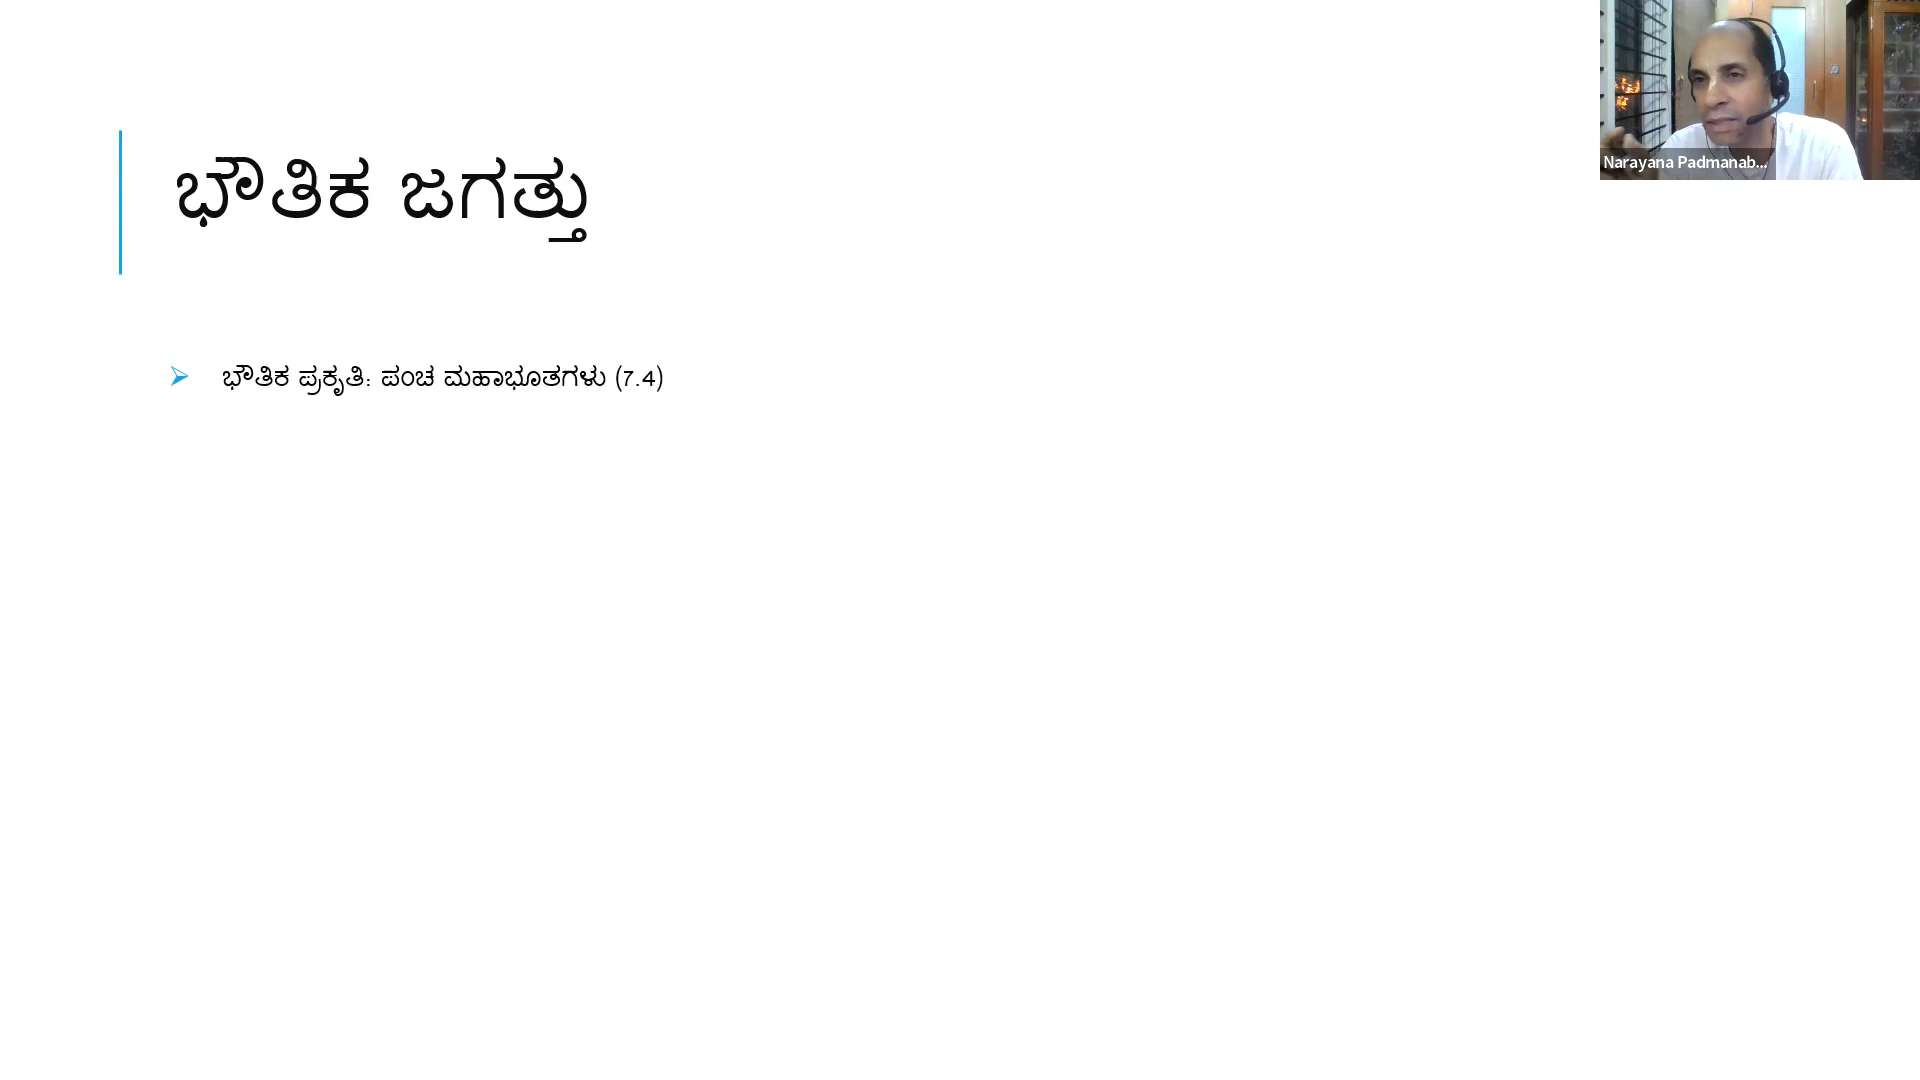 ಭೌತಿಕ ಜಗತ್ತು
ಭೌತಿಕ ಪ್ರಕೃತಿ: ಪಂಚ ಮಹಾಭೂತಗಳು (7.4)
Narayana Padmanab...